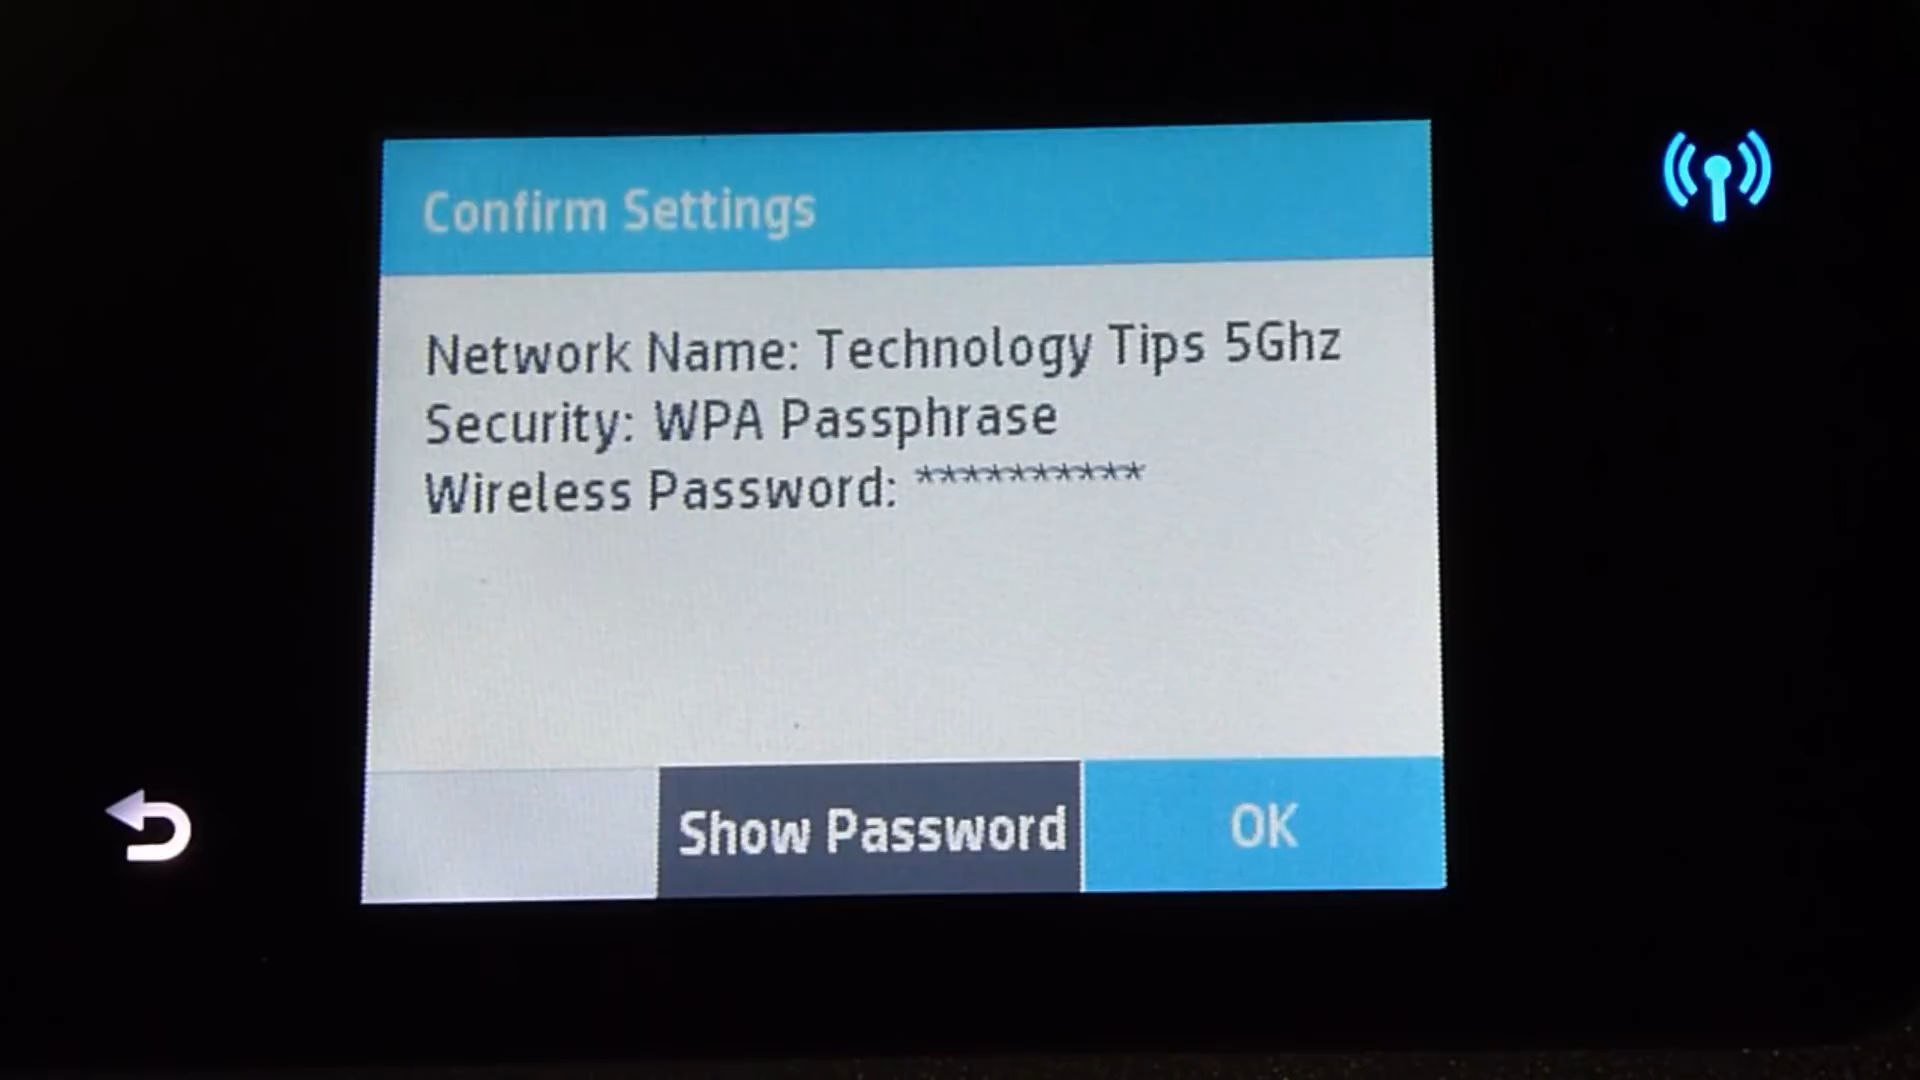 Confirm Settings
Network Name: Technology Tips 5Ghz
Security: WPA Passphrase
Wireless Password: **********
Show Password
OK